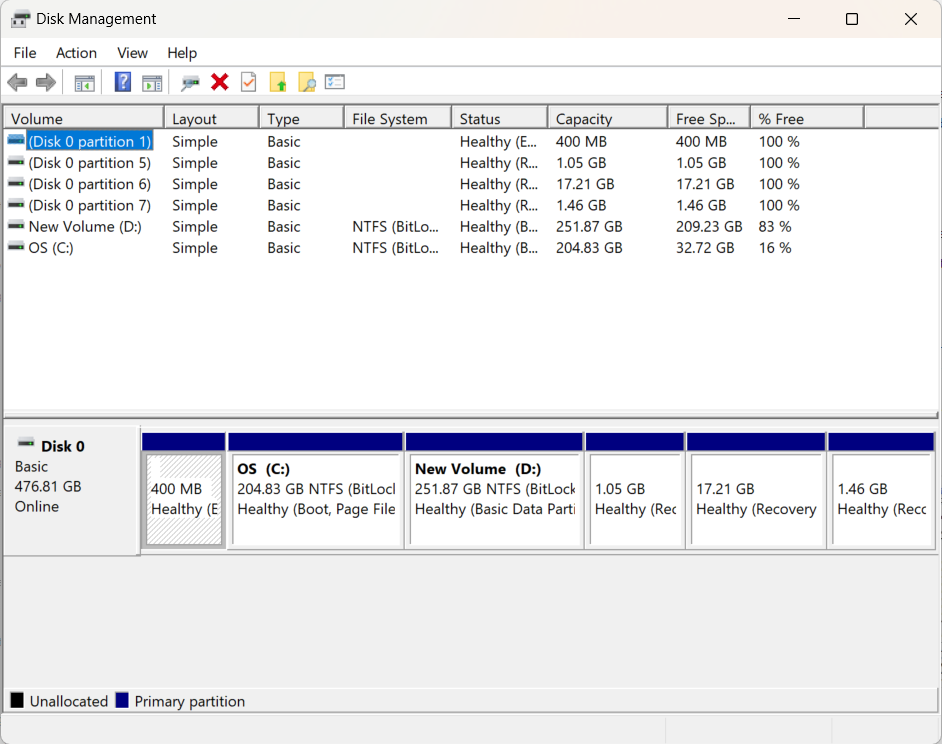 Disk Management
File Action View Help
Volume Layout Type File System Status Capacity Free Sp... % Free
(Disk 0 partition 1) Simple Basic Healthy (E... 400 MB 400 MB 100 %
(Disk 0 partition 5) Simple Basic Healthy (R... 1.05 GB 1.05 GB 100 %
(Disk 0 partition 6) Simple Basic Healthy (R... 17.21 GB 17.21 GB 100 %
(Disk 0 partition 7) Simple Basic Healthy (R... 1.46 GB 1.46 GB 100 %
New Volume (D:) Simple Basic NTFS (BitLo... Healthy (B... 251.87 GB 209.23 GB 83 %
OS (C:) Simple Basic NTFS (BitLo... Healthy (B... 204.83 GB 32.72 GB 16 %
Disk 0
Basic
476.81 GB
Online
400 MB
Healthy (E
OS (C:)
204.83 GB NTFS (BitLocl
Healthy (Boot, Page File
New Volume (D:)
251.87 GB NTFS (BitLock
Healthy (Basic Data Parti
1.05 GB
Healthy (Rec
17.21 GB
Healthy (Recovery
1.46 GB
Healthy (Recc
Unallocated Primary partition